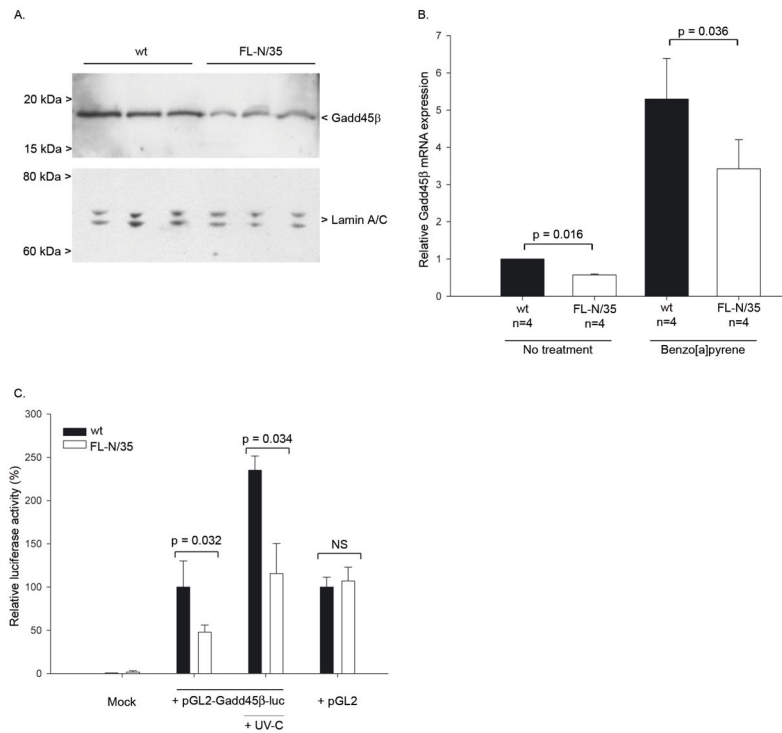 A.
wt FL-N/35
20 kDa >
< Gadd45β
15 kDa >
80 kDa >
> Lamin A/C
60 kDa >
B.
Relative Gadd45β mRNA expression
7
6
5
4
3
2
1
0
p = 0.016
p = 0.036
wt FL-N/35 wt FL-N/35
n=4 n=4 n=4 n=4
No treatment Benzo[a]pyrene
C.
Relative luciferase activity (%)
300
250
200
150
100
50
0
wt
FL-N/35
p = 0.032
p = 0.034
NS
Mock + pGL2-Gadd45β-luc + pGL2
+ UV-C